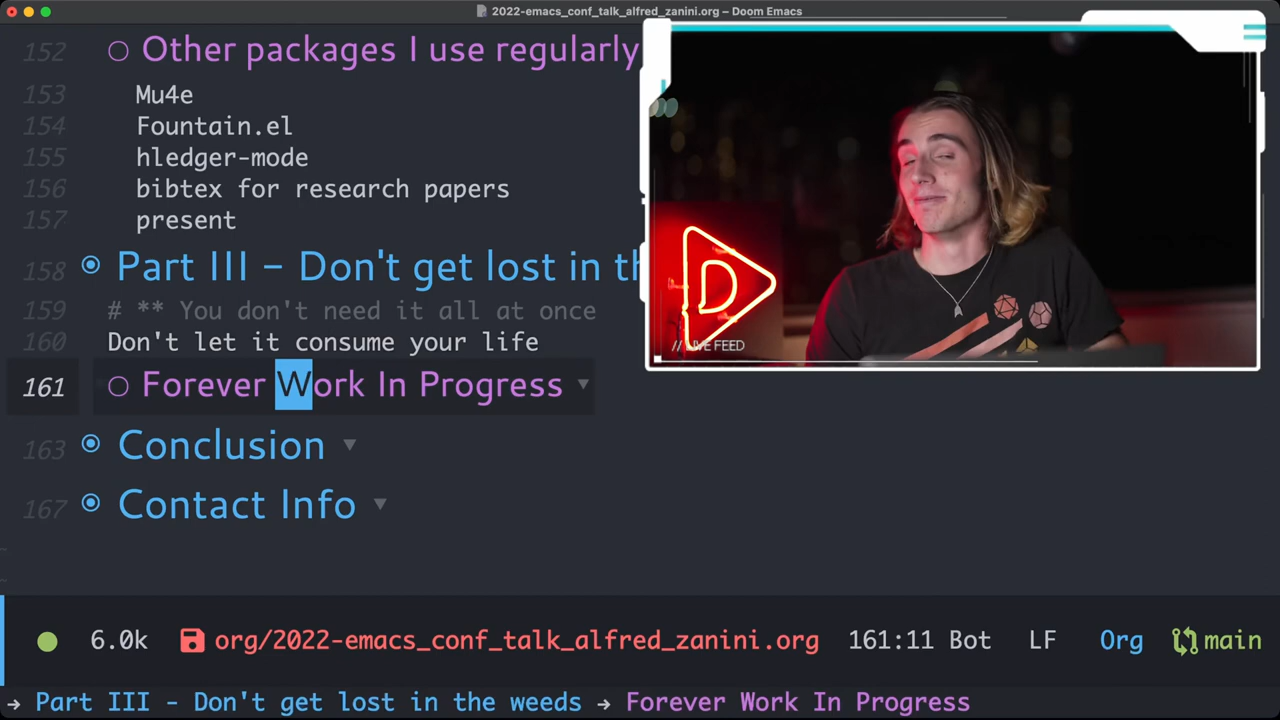 2022-emacs_conf_talk_alfred_zanini.org – Doom Emacs
152 Other packages I use regularly
153 Mu4e
154 Fountain.el
155 hledger-mode
156 bibtex for research papers
157 present
158 Part III – Don't get lost in th
159 # ** You don't need it all at once
160 Don't let it consume your life
161 Forever Work In Progress
163 Conclusion
167 Contact Info
D
// LIVE FEED
6.0k org/2022-emacs_conf_talk_alfred_zanini.org 161:11 Bot LF Org main
→ Part III - Don't get lost in the weeds → Forever Work In Progress